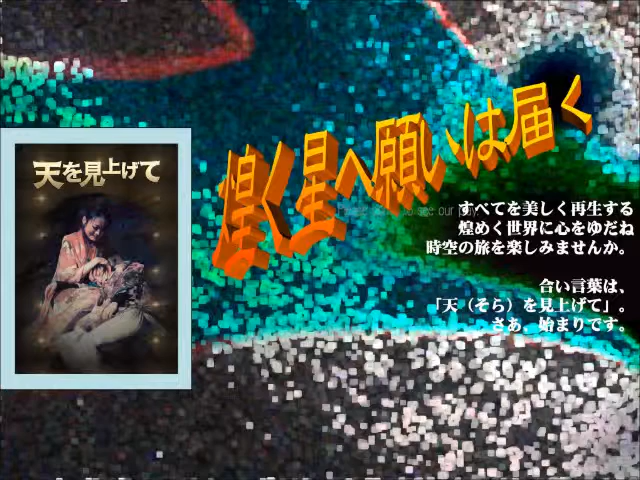 天を見上げて
煌く星へ願いは届く
すべてを美しく再生する
煌めく世界に心をゆだね
時空の旅を楽しみませんか。
合い言葉は、
「天（そら）を見上げて」。
さあ、始まりです。